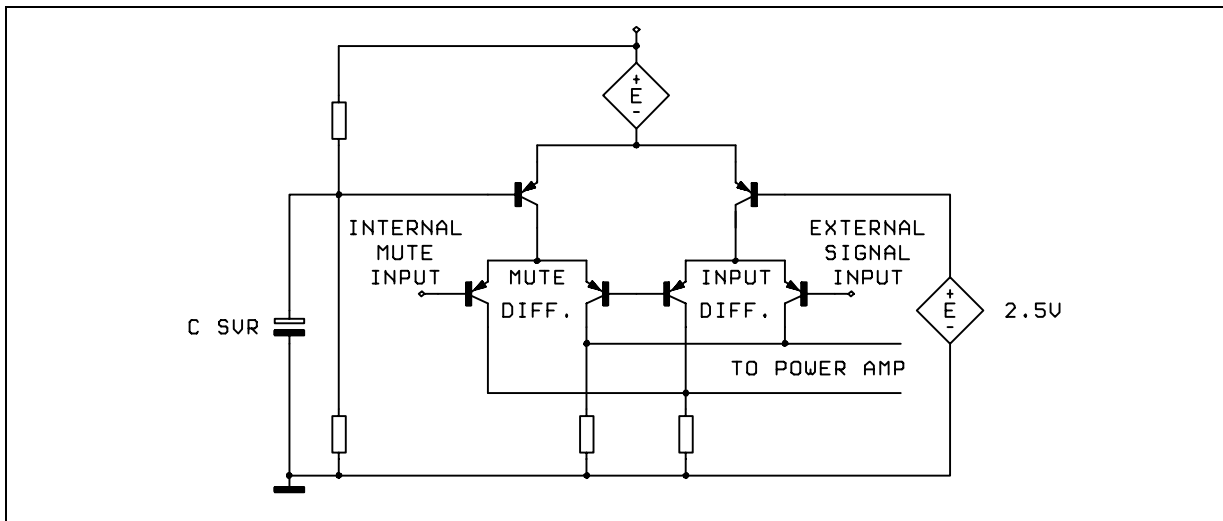 +
E
-
INTERNAL
MUTE
INPUT
EXTERNAL
SIGNAL
INPUT
MUTE
DIFF.
INPUT
DIFF.
+
E
-
2.5V
C SVR
TO POWER AMP